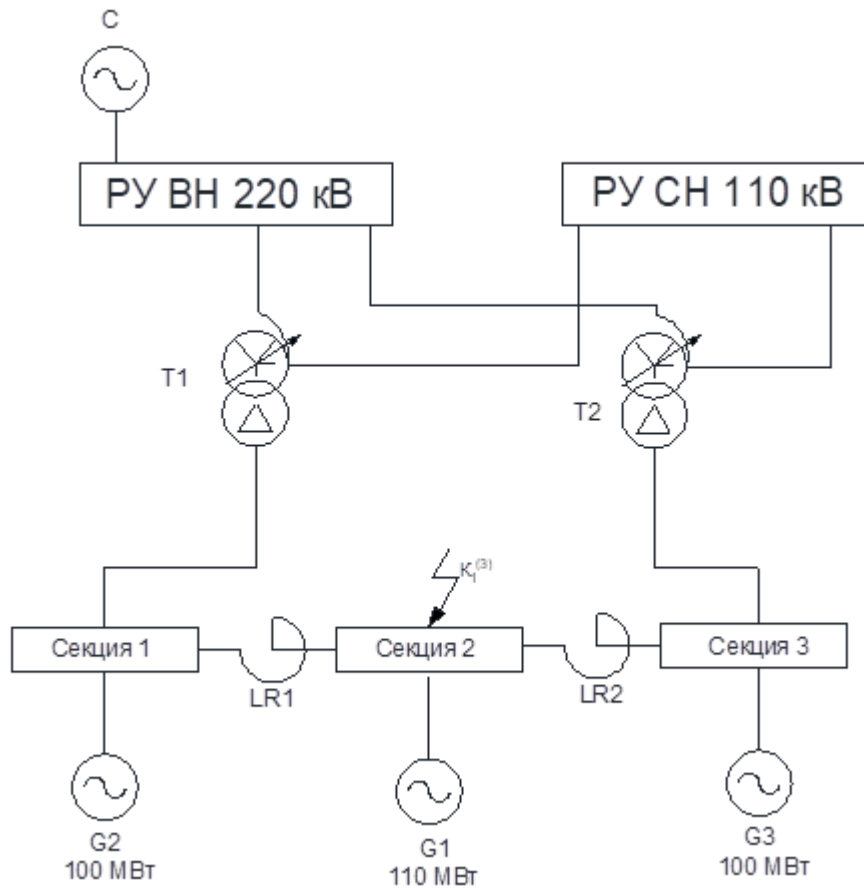 С
РУ ВН 220 кВ
РУ СН 110 кВ
T1
T2
К₁⁽³⁾
Секция 1
Секция 2
Секция 3
LR1
LR2
G2
100 МВт
G1
110 МВт
G3
100 МВт